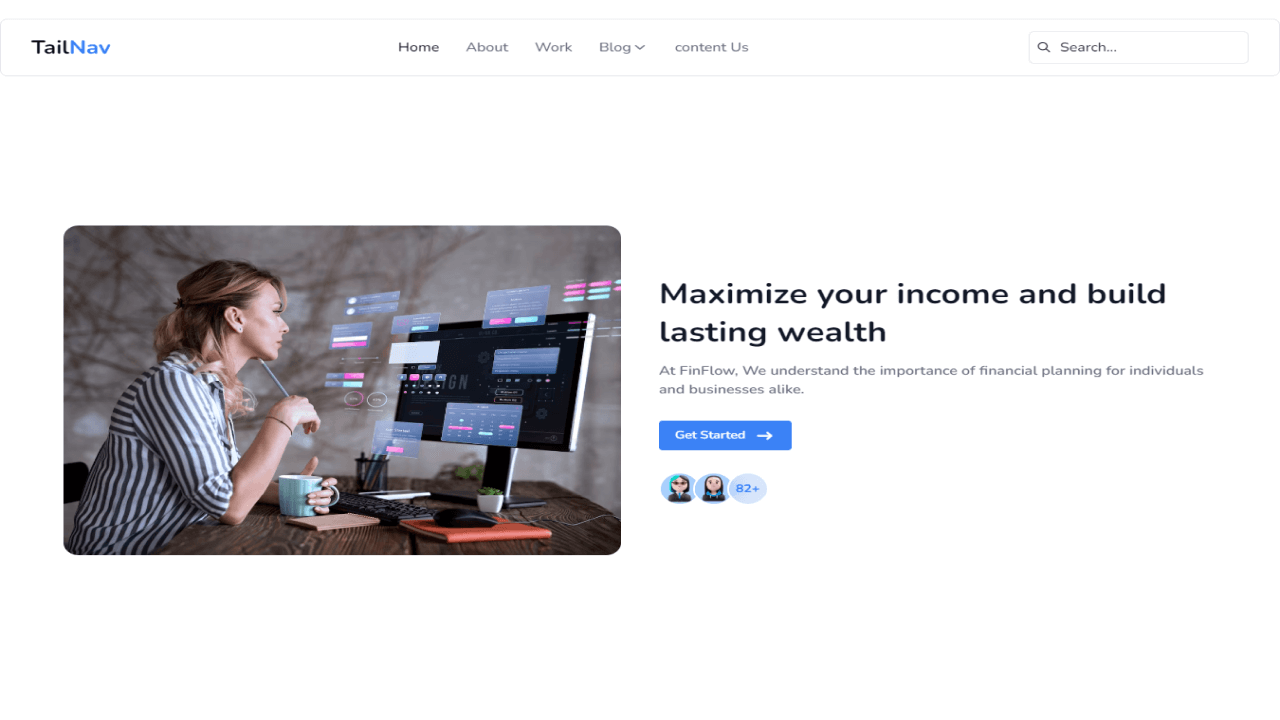 TailNav
Home
About
Work
Blog
content Us
Search...
Maximize your income and build
lasting wealth
At FinFlow, We understand the importance of financial planning for individuals
and businesses alike.
Get Started
82+